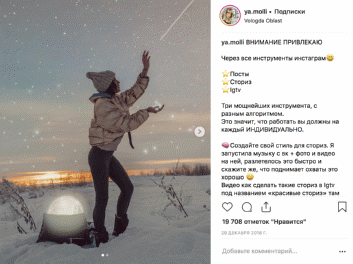 ya.molli • Подписки
Vologda Oblast
ya.molli ВНИМАНИЕ ПРИВЛЕКАЮ
Через все инструменты инстаграм😄
⭐Посты
⭐Сториз
⭐Igtv
Три мощнейших инструмента, с
разным алгоритмом.
Это значит, что работать вы должны на
каждый ИНДИВИДУАЛЬНО.
🧠Создайте свой стиль для сториз. Я
запустила музыку с вк + фото и видео
на ней, разлетелось это быстро и
скажите охваты, что поднимает это
хорошо 😄
Видео как сделать такие сториз в Igtv
под названием «красивые сториз» там
19 708 отметок "Нравится"
28 ДЕКАБРЯ 2018 Г.
Добавьте комментарий...